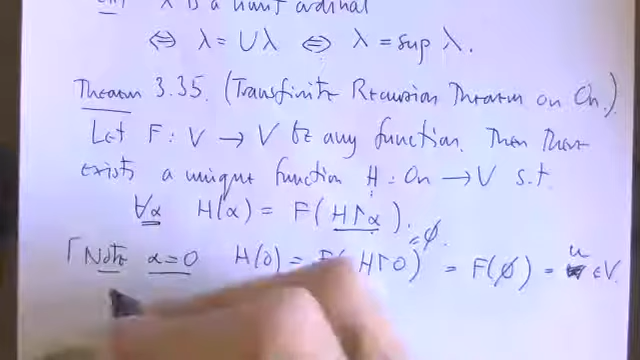 λ is a limit ordinal
⇔ λ = ∪λ ⇔ λ = sup λ.
Theorem 3.35. (Transfinite Recursion Theorem on On.)
Let F : V → V be any function. Then there
exists a unique function H : On → V s.t.
∀α H(α) = F(H↾α).
⌈Note α=0 H(0) = F(H↾0) = F(∅) = u ∈ V.
=∅.